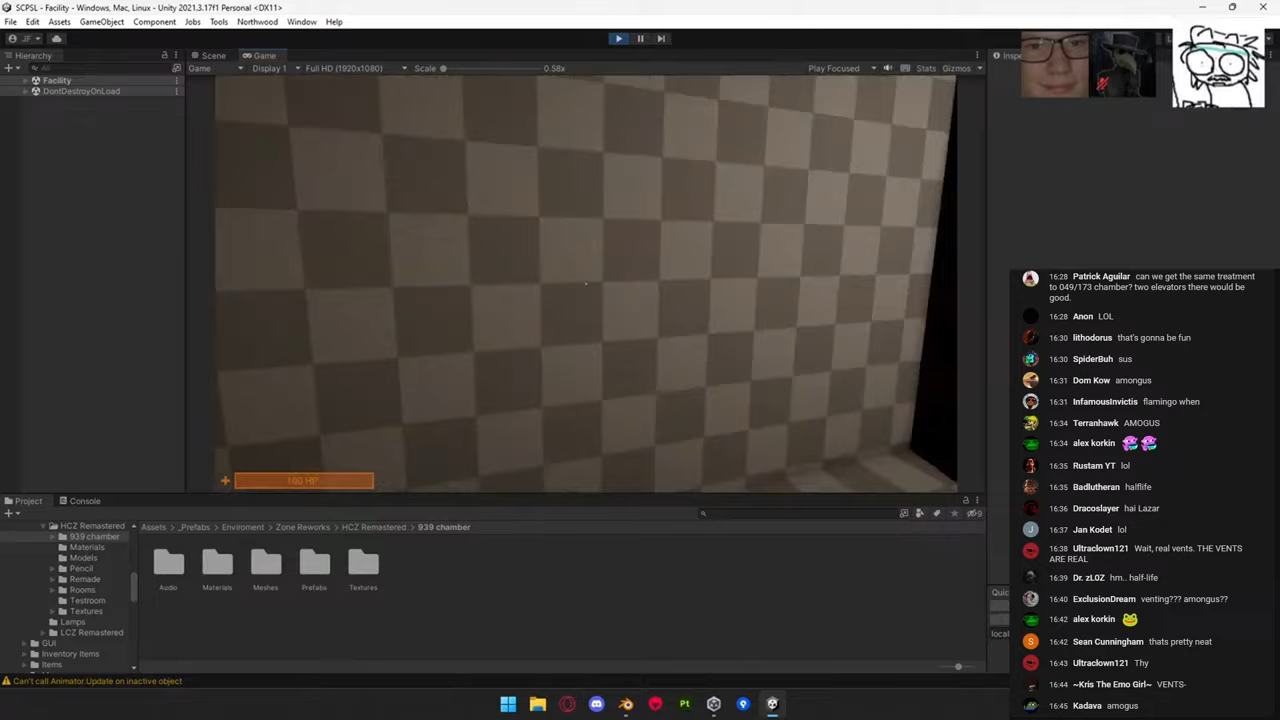 SCPSL - Facility - Windows, Mac, Linux - Unity 2021.3.17f1 Personal <DX11>
File Edit Assets GameObject Component Jobs Tools Northwood Window Help
JF
Hierarchy
Scene Game
Game Display 1 Full HD (1920x1080) Scale 0.58x Play Focused Stats Gizmos
All
Facility
DontDestroyOnLoad
100 HP
Project Console
HCZ Remastered
939 chamber
Materials
Models
Pencil
Remade
Rooms
Testroom
Textures
Lamps
LCZ Remastered
GUI
Inventory Items
Items
Assets > _Prefabs > Enviroment > Zone Reworks > HCZ Remastered > 939 chamber
9
Audio Materials Meshes Prefabs Textures
Can't call Animator.Update on inactive object
Pt
16:28 Patrick Aguilar can we get the same treatment
to 049/173 chamber? two elevators there would be
good.
16:28 Anon LOL
16:30 lithodorus that's gonna be fun
16:30 SpiderBuh sus
16:31 Dom Kow amongus
16:31 InfamousInvictis flamingo when
16:34 Terranhawk AMOGUS
16:34 alex korkin
16:35 Rustam YT lol
16:35 Badlutheran halflife
16:36 Dracoslayer hai Lazar
J
16:37 Jan Kodet lol
16:38 Ultraclown121 Wait, real vents. THE VENTS
ARE REAL
16:39 Dr. zL0Z hm.. half-life
16:40 ExclusionDream venting??? amongus??
16:42 alex korkin
S
16:42 Sean Cunningham thats pretty neat
16:43 Ultraclown121 Thy
16:44 ~Kris The Emo Girl~ VENTS-
16:45 Kadava amogus